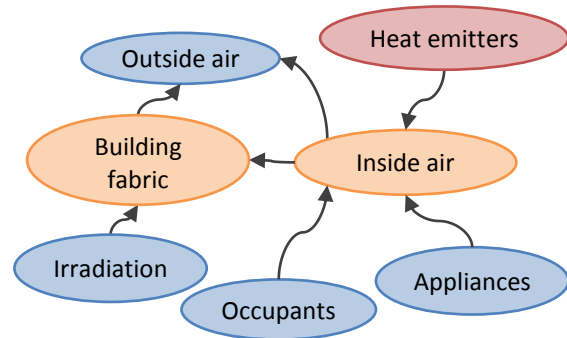 Heat emitters
Outside air
Building
fabric
Inside air
Irradiation
Appliances
Occupants